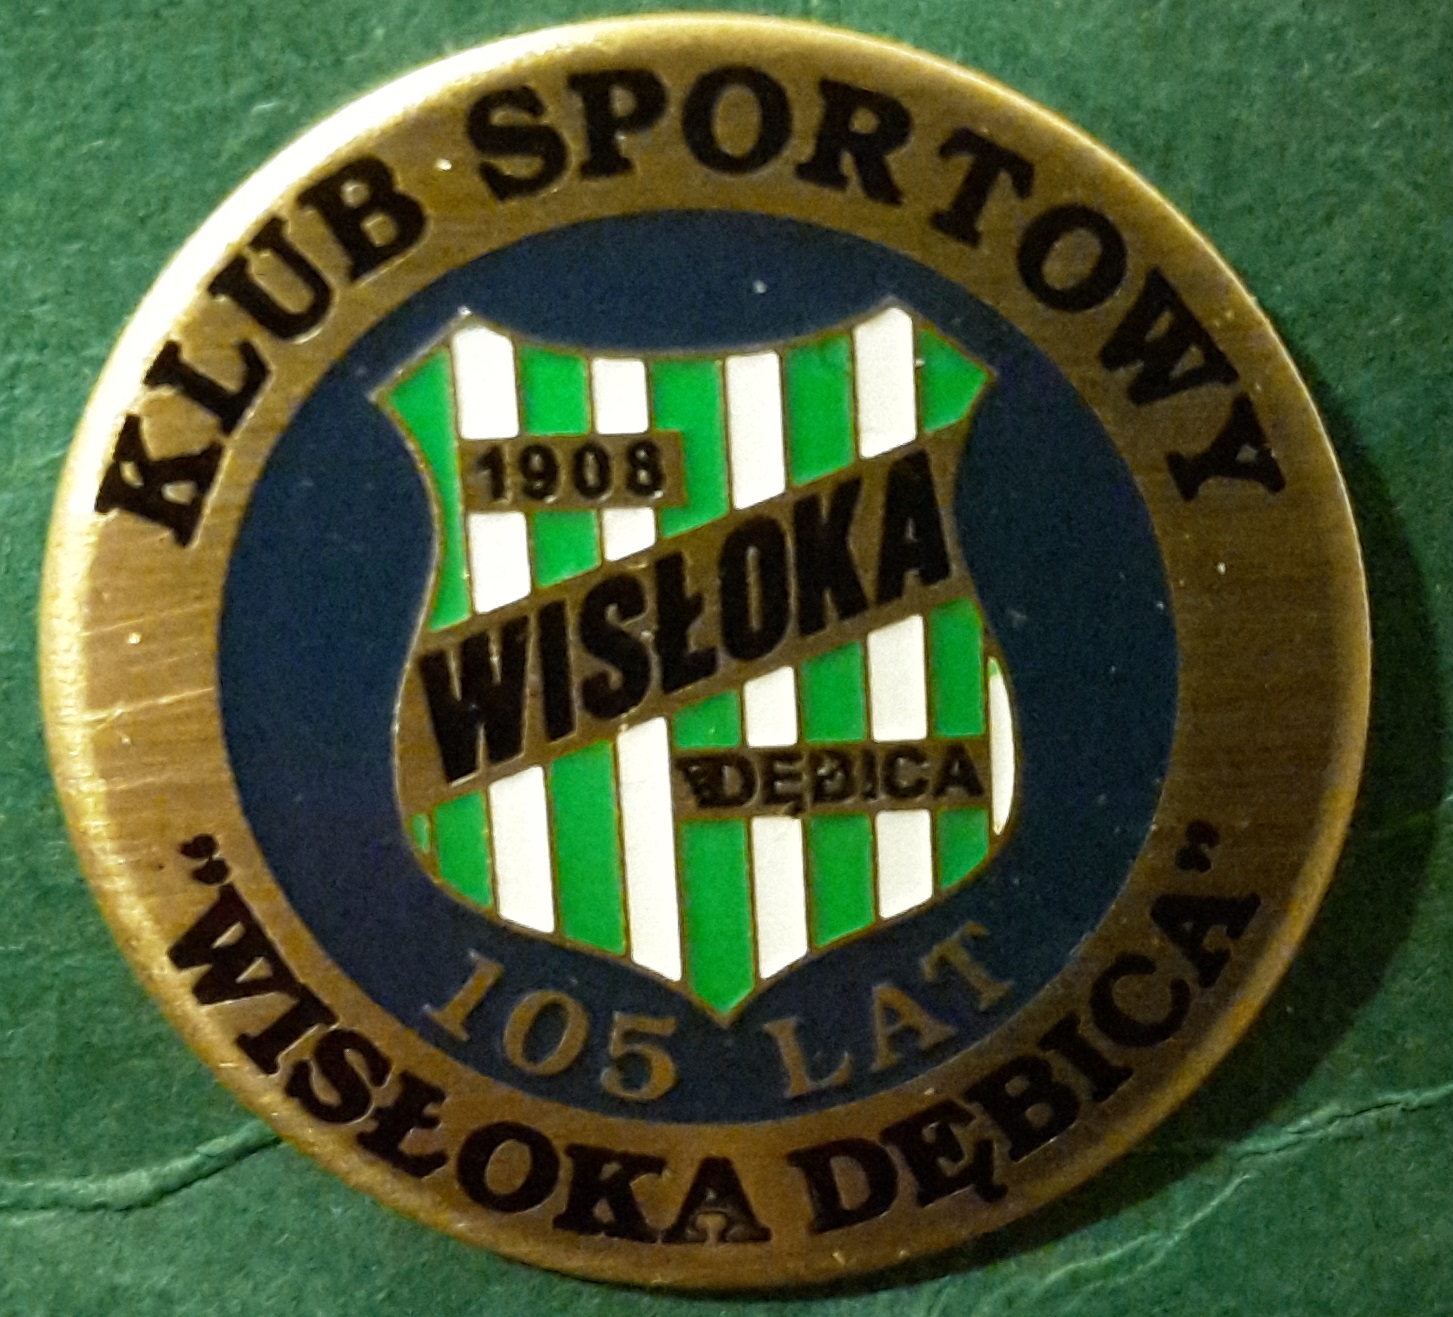 KLUB SPORTOWY
1908
WISŁOKA
DĘBICA
105 LAT
"WISŁOKA DĘBICA"